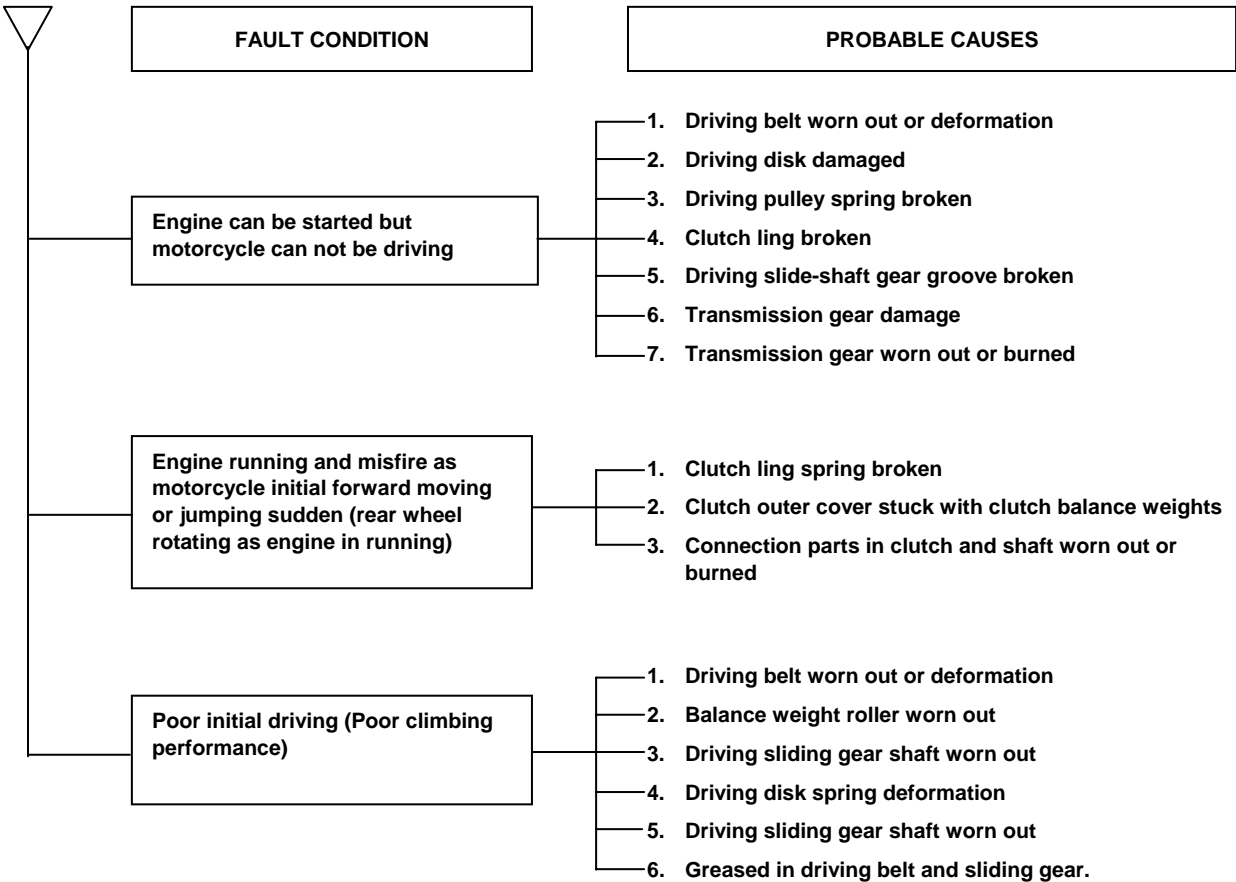 FAULT CONDITION
PROBABLE CAUSES
Engine can be started but
motorcycle can not be driving
1. Driving belt worn out or deformation
2. Driving disk damaged
3. Driving pulley spring broken
4. Clutch ling broken
5. Driving slide-shaft gear groove broken
6. Transmission gear damage
7. Transmission gear worn out or burned
Engine running and misfire as
motorcycle initial forward moving
or jumping sudden (rear wheel
rotating as engine in running)
1. Clutch ling spring broken
2. Clutch outer cover stuck with clutch balance weights
3. Connection parts in clutch and shaft worn out or
burned
Poor initial driving (Poor climbing
performance)
1. Driving belt worn out or deformation
2. Balance weight roller worn out
3. Driving sliding gear shaft worn out
4. Driving disk spring deformation
5. Driving sliding gear shaft worn out
6. Greased in driving belt and sliding gear.